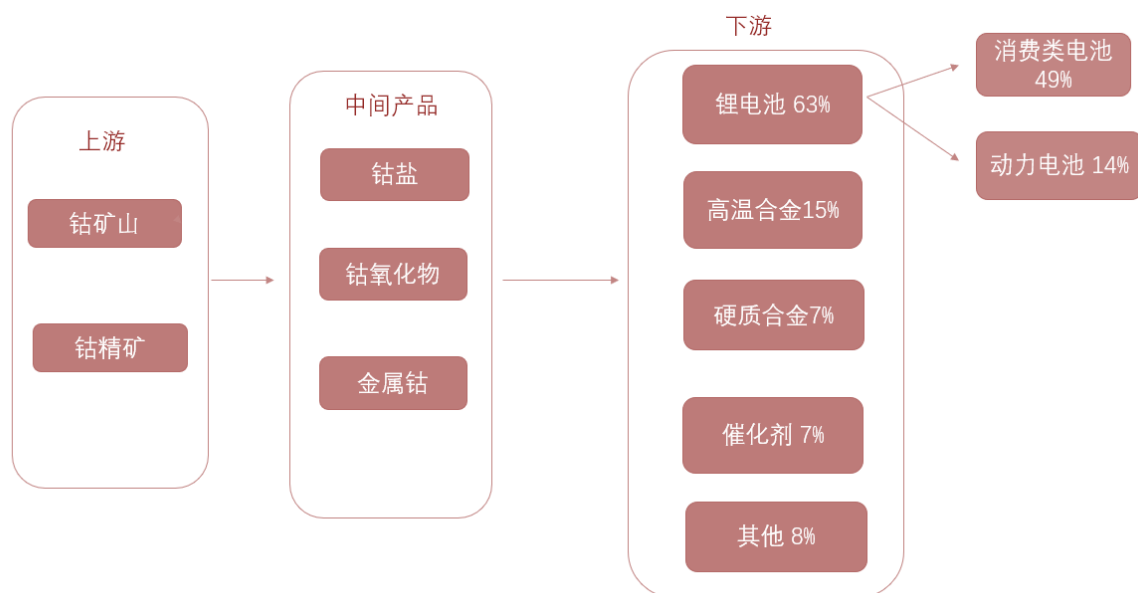 上游
钴矿山
钴精矿
中间产品
钴盐
钴氧化物
金属钴
下游
锂电池 63%
高温合金15%
硬质合金7%
催化剂 7%
其他 8%
消费类电池
49%
动力电池 14%